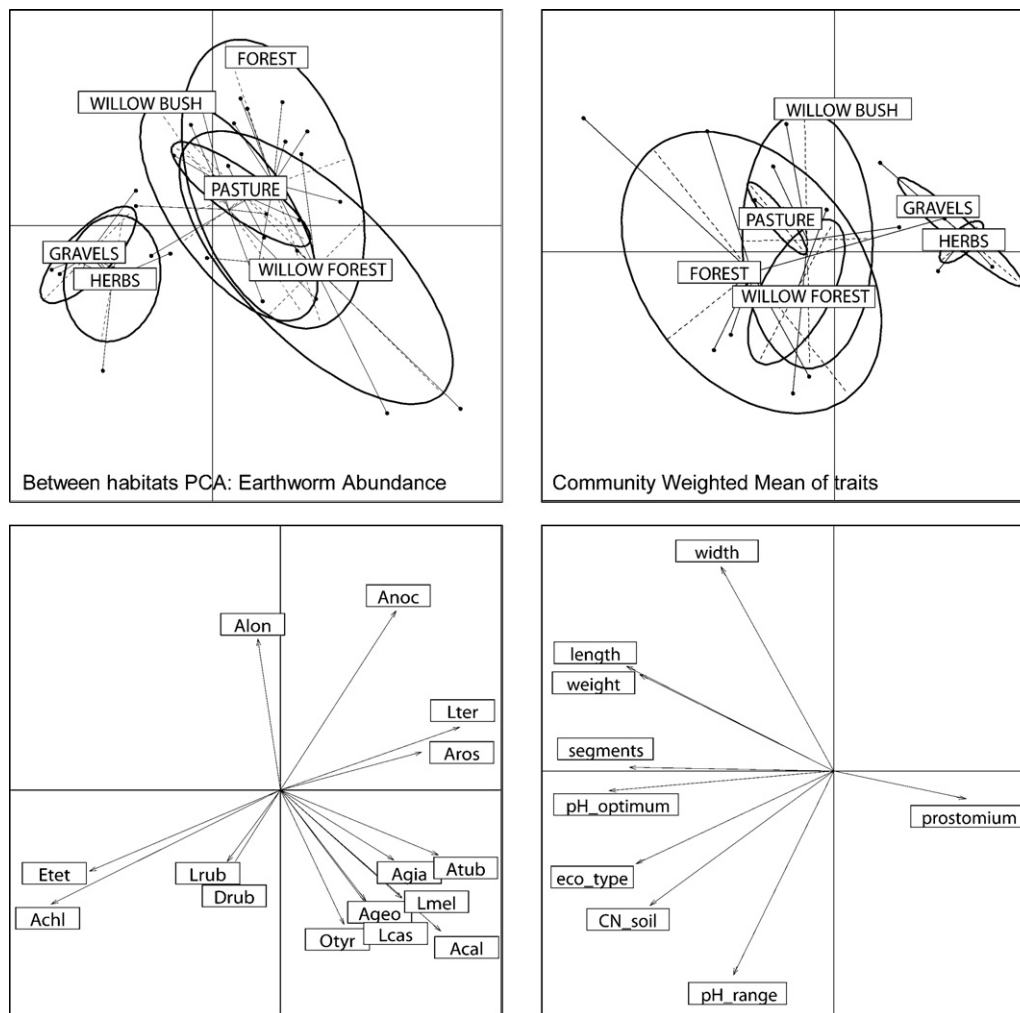 FOREST
WILLOW BUSH
PASTURE
GRAVELS
WILLOW FOREST
HERBS
Between habitats PCA: Earthworm Abundance
WILLOW BUSH
GRAVELS
PASTURE
HERBS
FOREST
WILLOW FOREST
Community Weighted Mean of traits
Anoc
Alon
Lter
Aros
Etet
Lrub
Agia
Atub
Drub
Lmel
Achl
Ageo
Otyr
Lcas
Acal
width
length
weight
segments
pH_optimum
prostomium
eco_type
CN_soil
pH_range